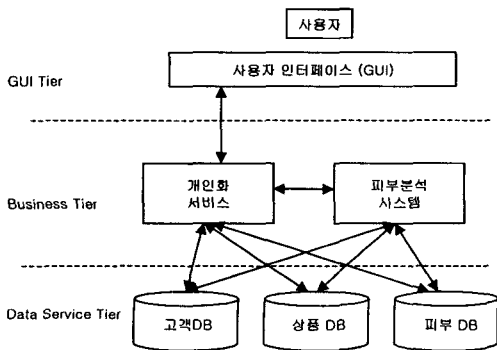 사용자
사용자 인터페이스 (GUI)
GUI Tier
개인화
서비스
피부분석
시스템
Business Tier
Data Service Tier
고객DB
상품 DB
피부 DB